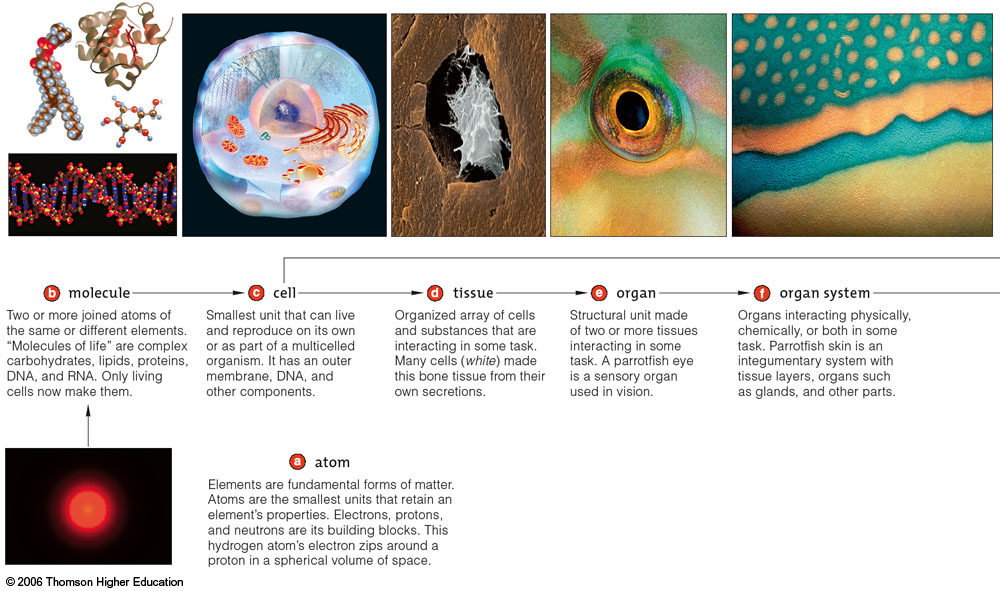 b molecule
Two or more joined atoms of
the same or different elements.
“Molecules of life” are complex
carbohydrates, lipids, proteins,
DNA, and RNA. Only living
cells now make them.
c cell
Smallest unit that can live
and reproduce on its own
or as part of a multicelled
organism. It has an outer
membrane, DNA, and
other components.
d tissue
Organized array of cells
and substances that are
interacting in some task.
Many cells (white) made
this bone tissue from their
own secretions.
e organ
Structural unit made
of two or more tissues
interacting in some
task. A parrotfish eye
is a sensory organ
used in vision.
f organ system
Organs interacting physically,
chemically, or both in some
task. Parrotfish skin is an
integumentary system with
tissue layers, organs such
as glands, and other parts.
a atom
Elements are fundamental forms of matter.
Atoms are the smallest units that retain an
element’s properties. Electrons, protons,
and neutrons are its building blocks. This
hydrogen atom’s electron zips around a
proton in a spherical volume of space.
© 2006 Thomson Higher Education